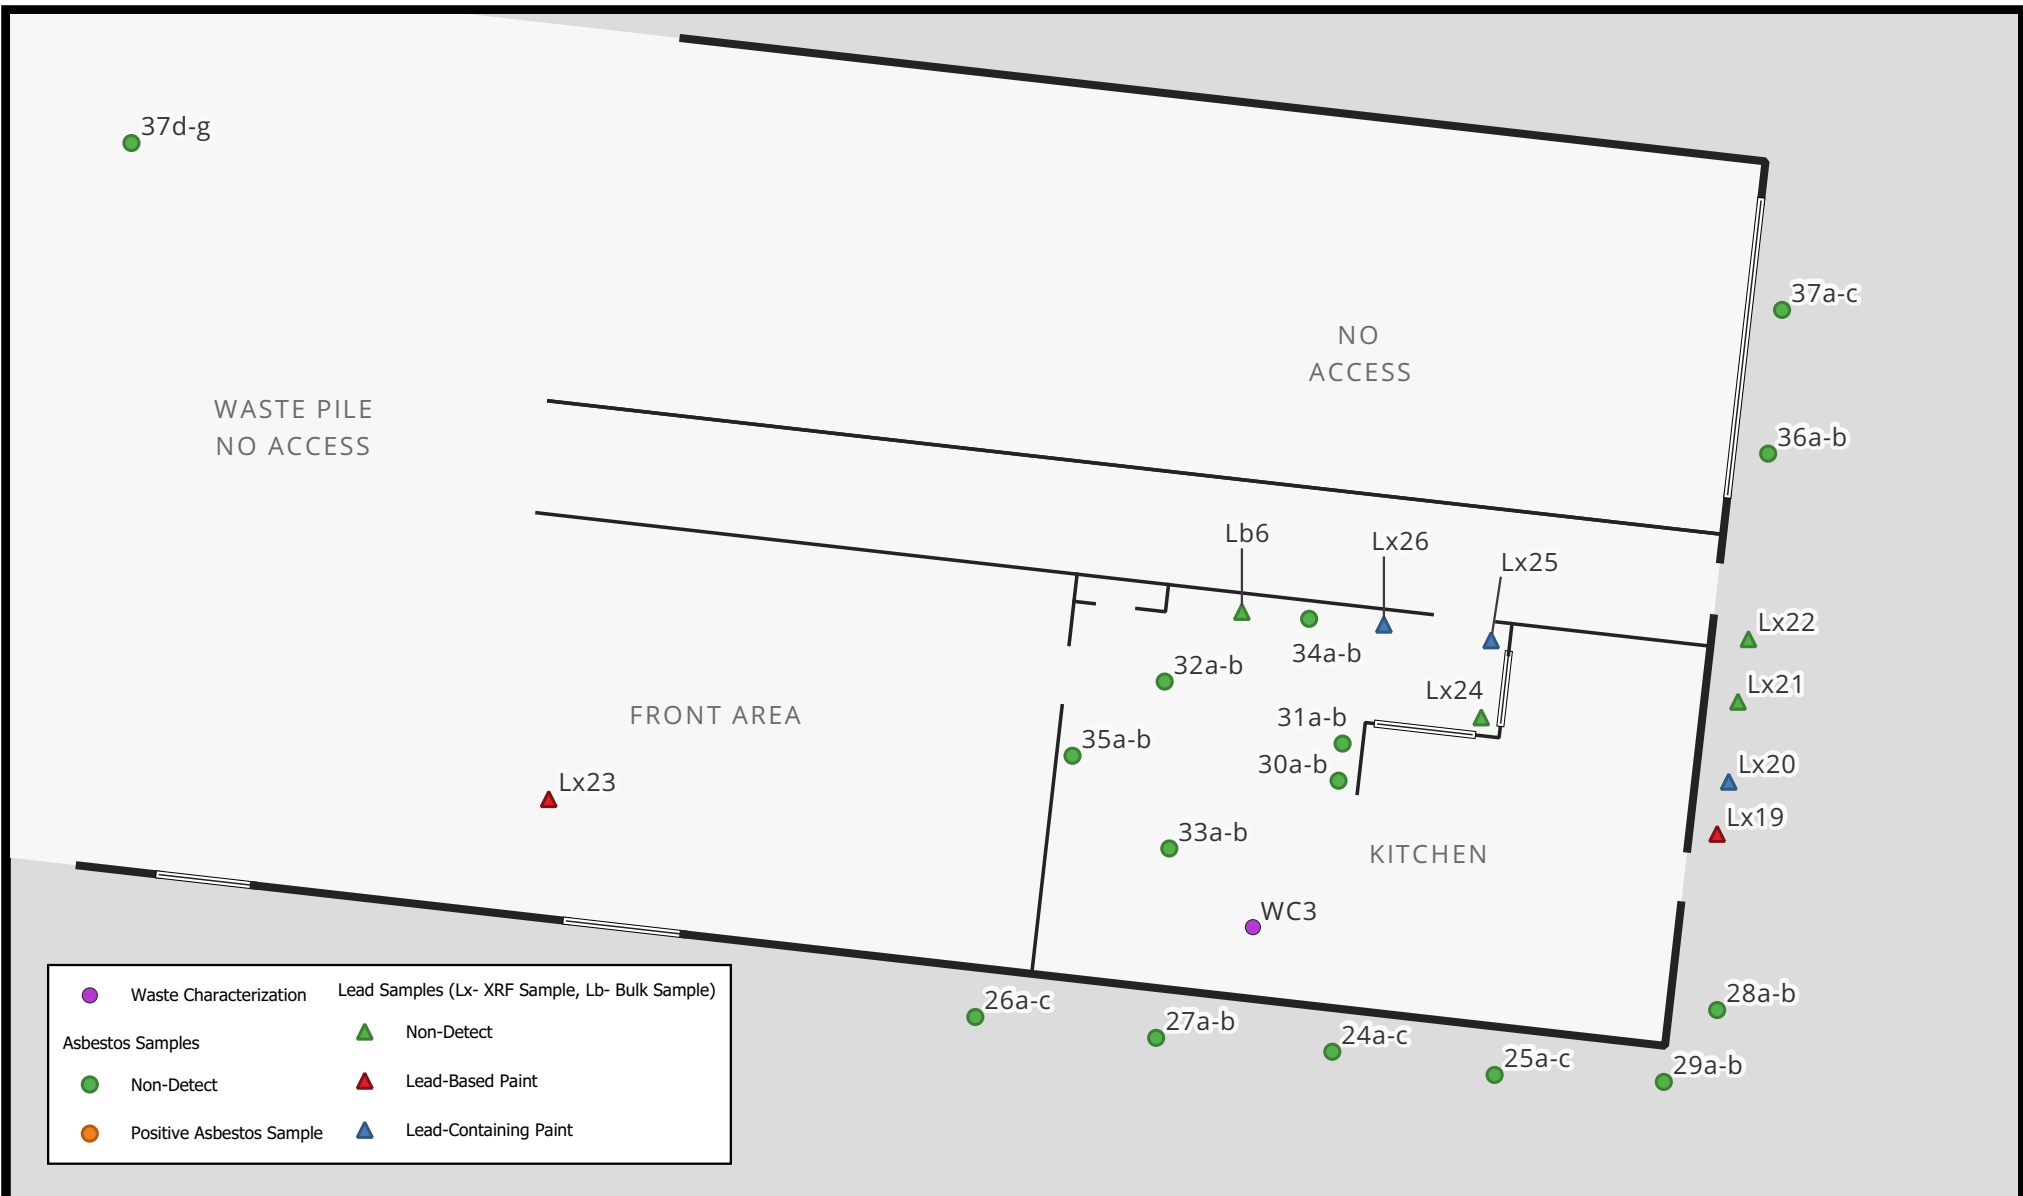 37d-g
37a-c
NO
ACCESS
WASTE PILE
NO ACCESS
36a-b
Lb6
Lx26
Lx25
Lx22
34a-b
32a-b
Lx24
Lx21
FRONT AREA
31a-b
35a-b
30a-b
Lx20
Lx23
Lx19
33a-b
KITCHEN
WC3
26a-c
27a-b
24a-c
25a-c
28a-b
29a-b
Waste Characterization
Asbestos Samples
Non-Detect
Positive Asbestos Sample
Lead Samples (Lx- XRF Sample, Lb- Bulk Sample)
Non-Detect
Lead-Based Paint
Lead-Containing Paint